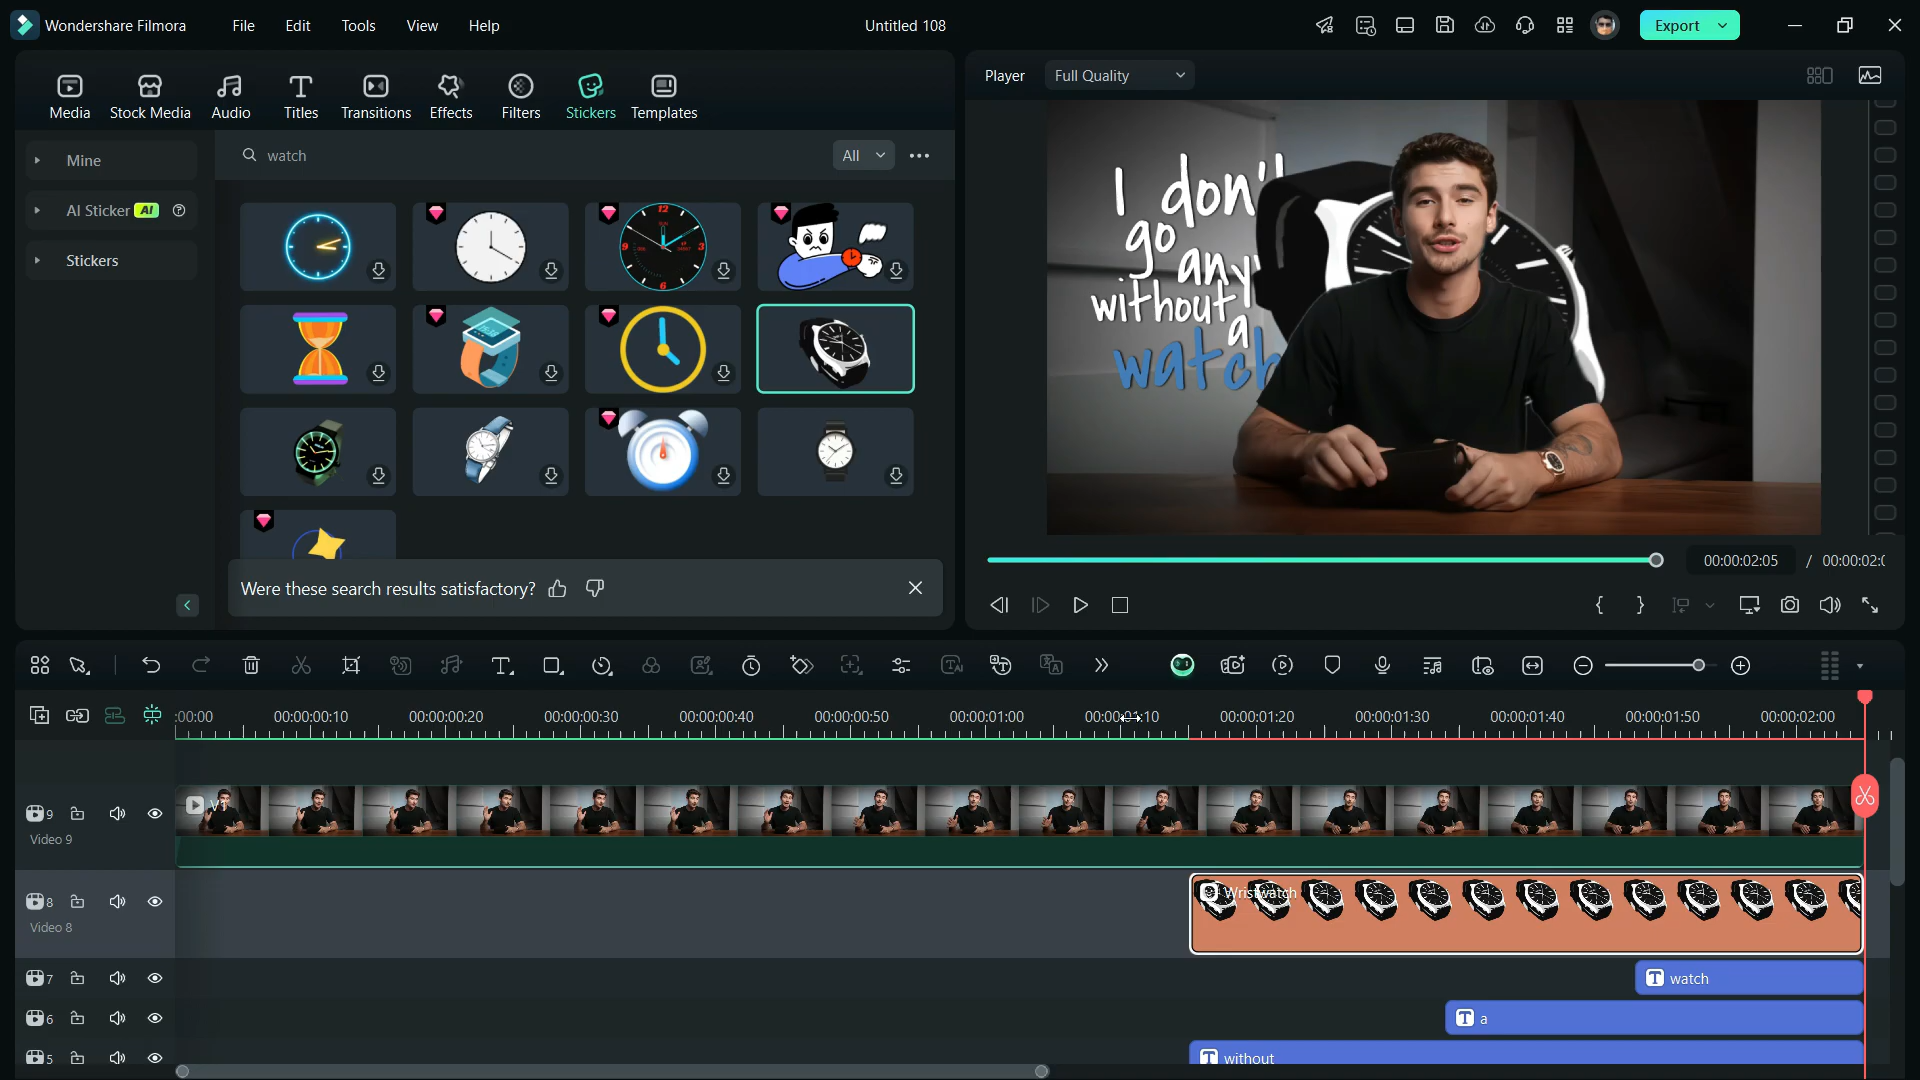 Wondershare Filmora
File
Edit
Tools
View
Help
Untitled 108
Export
Media
Stock Media
Audio
Titles
Transitions
Effects
Filters
Stickers
Templates
Player
Full Quality
Mine
AI Sticker AI
Stickers
watch
All
Were these search results satisfactory?
I don't
go any
without
a
watch
00:00:02:05
/ 00:00:02:0
:00:00
00:00:00:10
00:00:00:20
00:00:00:30
00:00:00:40
00:00:00:50
00:00:01:00
00:00:01:10
00:00:01:20
00:00:01:30
00:00:01:40
00:00:01:50
00:00:02:00
9
Video 9
V1
8
Video 8
Wristwatch
7
watch
6
a
5
without